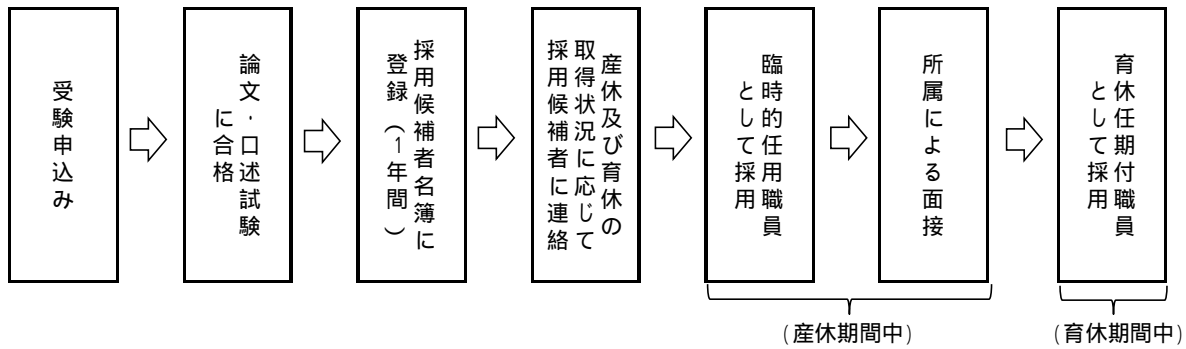 受験申込み
論文・口述試験
に合格
採用候補者名簿に
登録（1年間）
産休及び育休の
取得状況に応じて
採用候補者に連絡
臨時的任用職員
として採用
所属による面接
育休任期付職員
として採用
(産休期間中)
(育休期間中)